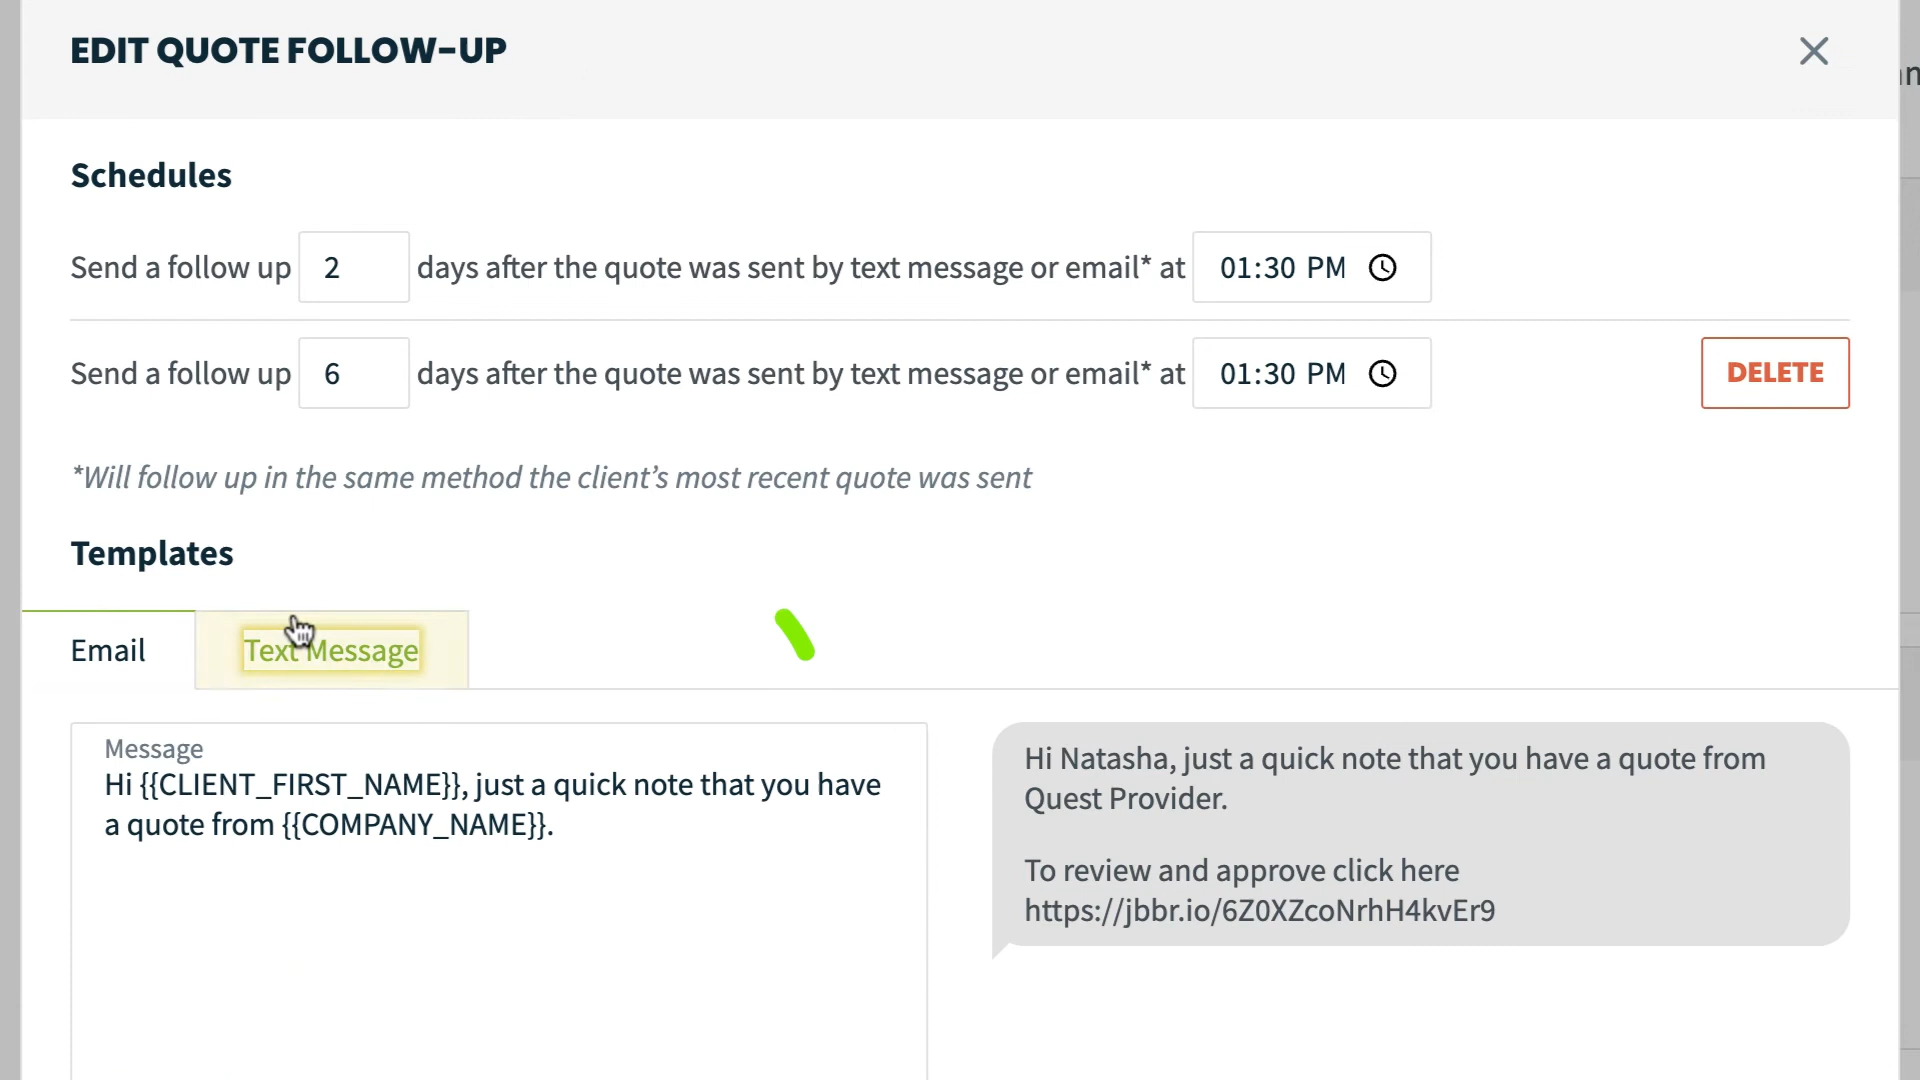 EDIT QUOTE FOLLOW-UP
Schedules
Send a follow up 2 days after the quote was sent by text message or email* at 01:30 PM
Send a follow up 6 days after the quote was sent by text message or email* at 01:30 PM DELETE
*Will follow up in the same method the client’s most recent quote was sent
Templates
Email Text Message
Message
Hi {{CLIENT_FIRST_NAME}}, just a quick note that you have
a quote from {{COMPANY_NAME}}.
Hi Natasha, just a quick note that you have a quote from
Quest Provider.
To review and approve click here
https://jbbr.io/6Z0XZcoNrhH4kvEr9